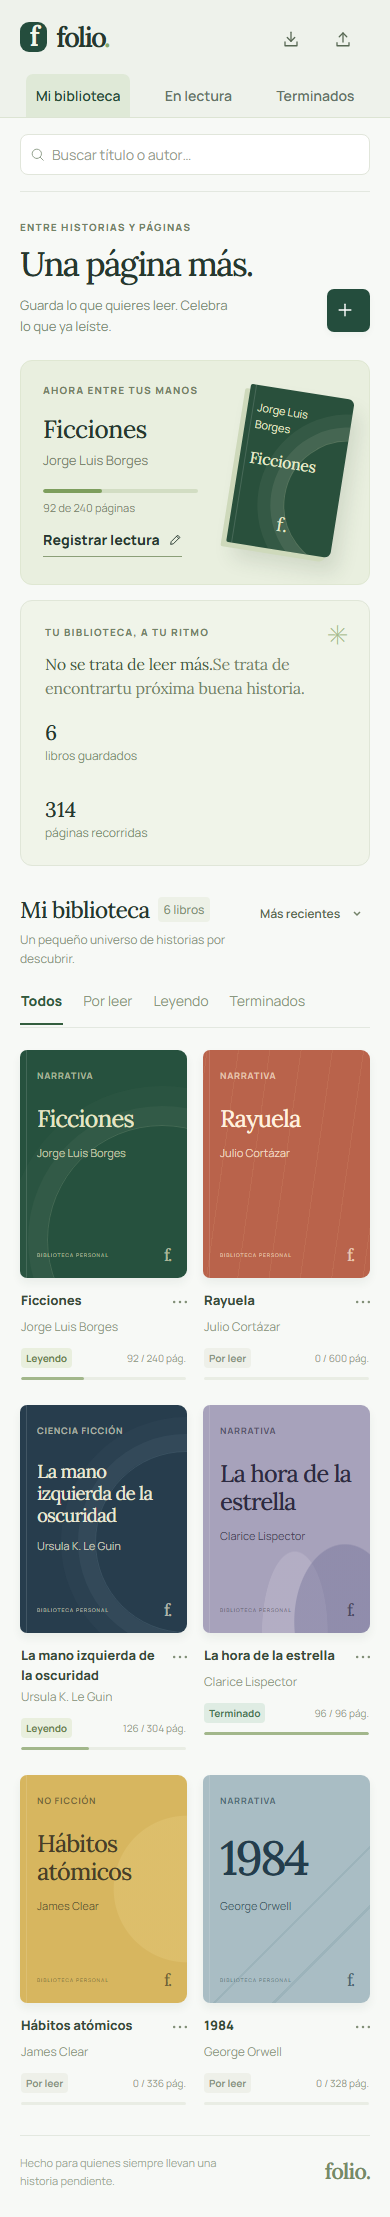 f folio.
Mi biblioteca En lectura Terminados
Buscar título o autor...
ENTRE HISTORIAS Y PÁGINAS
Una página más.
Guarda lo que quieres leer. Celebra
lo que ya leíste.
+
AHORA ENTRE TUS MANOS
Ficciones
Jorge Luis Borges
92 de 240 páginas
Registrar lectura
Jorge Luis
Borges
Ficciones
f.
TU BIBLIOTECA, A TU RITMO
No se trata de leer más.Se trata de
encontrartu próxima buena historia.
6
libros guardados
314
páginas recorridas
Mi biblioteca 6 libros Más recientes
Un pequeño universo de historias por
descubrir.
Todos Por leer Leyendo Terminados
NARRATIVA
Ficciones
Jorge Luis Borges
BIBLIOTECA PERSONAL f.
Ficciones ...
Jorge Luis Borges
Leyendo 92 / 240 pág.
NARRATIVA
Rayuela
Julio Cortázar
BIBLIOTECA PERSONAL f.
Rayuela ...
Julio Cortázar
Por leer 0 / 600 pág.
CIENCIA FICCIÓN
La mano
izquierda de la
oscuridad
Ursula K. Le Guin
BIBLIOTECA PERSONAL f.
La mano izquierda de ...
la oscuridad
Ursula K. Le Guin
Leyendo 126 / 304 pág.
NARRATIVA
La hora de la
estrella
Clarice Lispector
BIBLIOTECA PERSONAL f.
La hora de la estrella ...
Clarice Lispector
Terminado 96 / 96 pág.
NO FICCIÓN
Hábitos
atómicos
James Clear
BIBLIOTECA PERSONAL f.
Hábitos atómicos ...
James Clear
Por leer 0 / 336 pág.
NARRATIVA
1984
George Orwell
BIBLIOTECA PERSONAL f.
1984 ...
George Orwell
Por leer 0 / 328 pág.
Hecho para quienes siempre llevan una
historia pendiente.
folio.